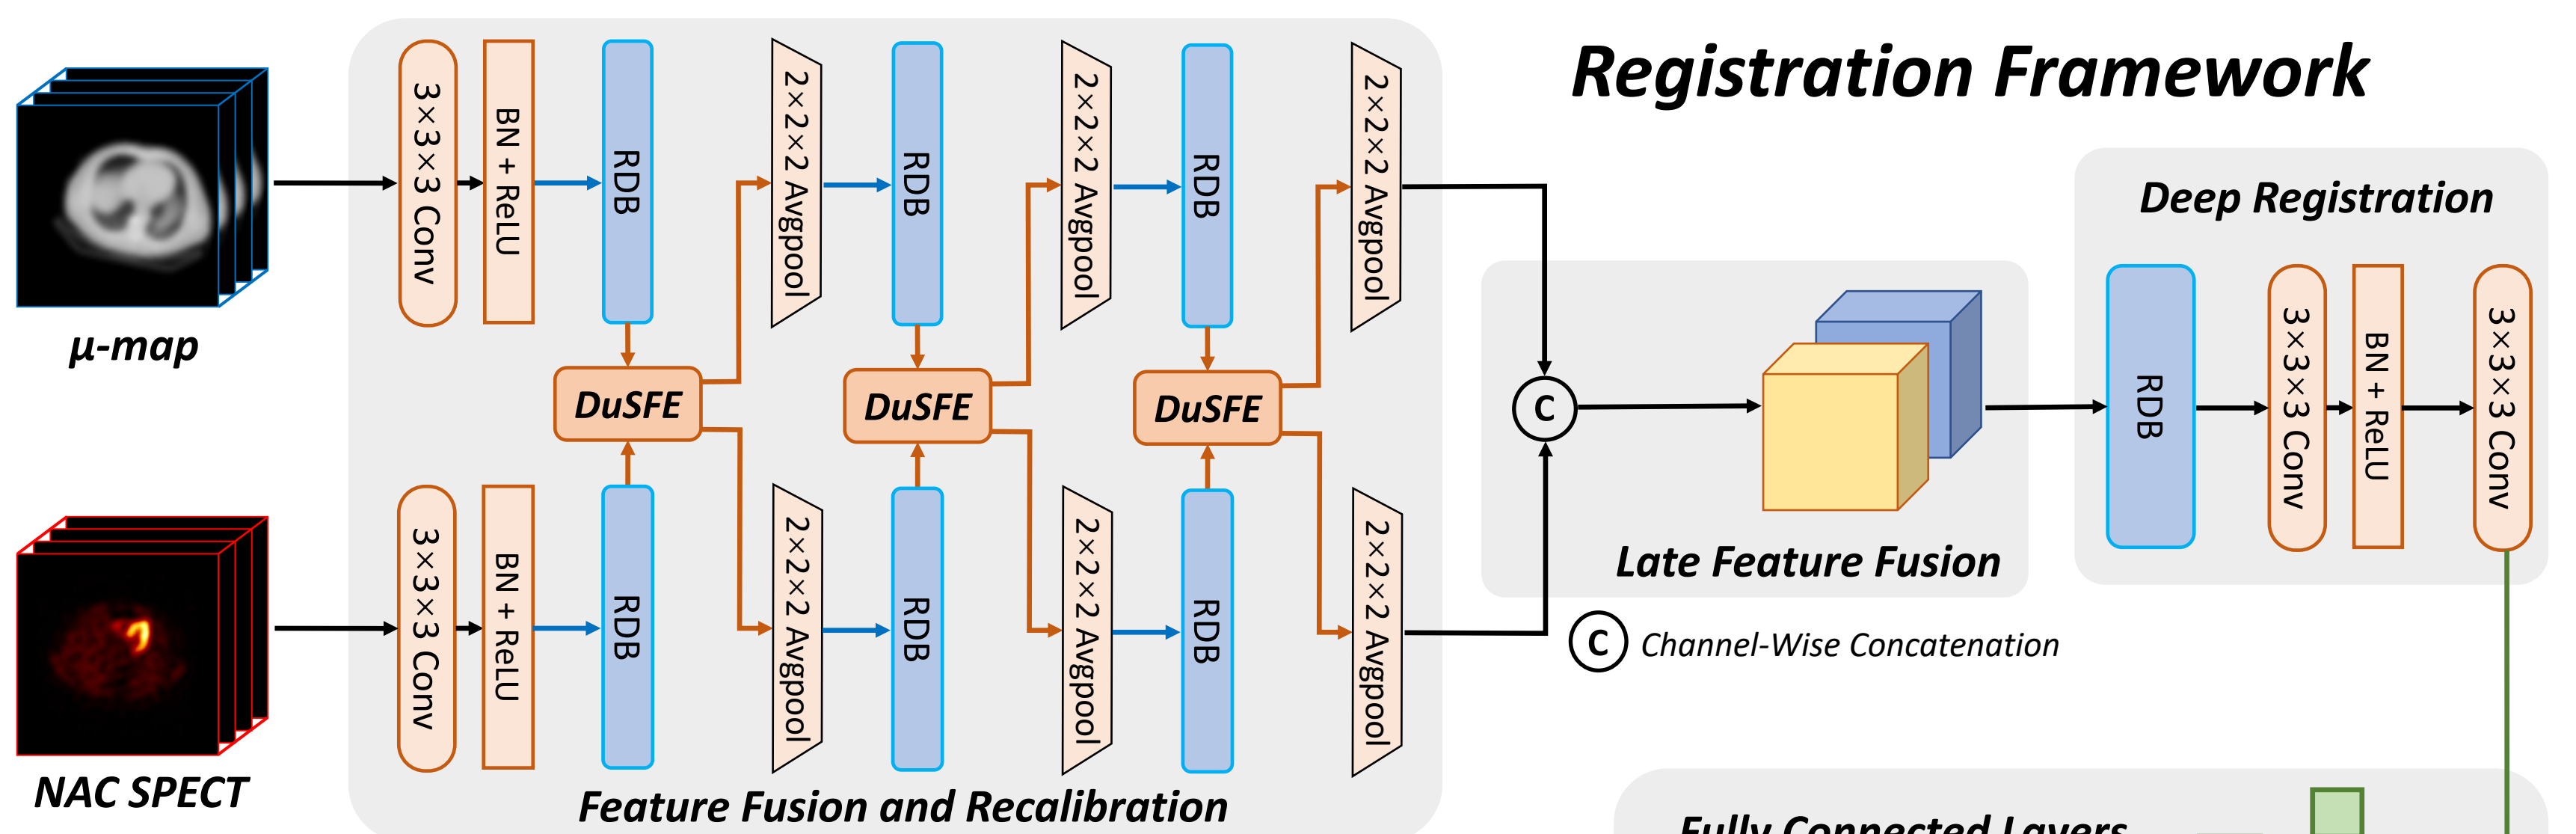 Registration Framework
μ-map
3×3×3 Conv
BN + ReLU
RDB
2×2×2 Avgpool
RDB
2×2×2 Avgpool
RDB
2×2×2 Avgpool
DuSFE
DuSFE
DuSFE
NAC SPECT
3×3×3 Conv
BN + ReLU
RDB
2×2×2 Avgpool
RDB
2×2×2 Avgpool
RDB
2×2×2 Avgpool
Feature Fusion and Recalibration
C
Late Feature Fusion
C Channel-Wise Concatenation
Deep Registration
RDB
3×3×3 Conv
BN + ReLU
3×3×3 Conv
Fully Connected Layers